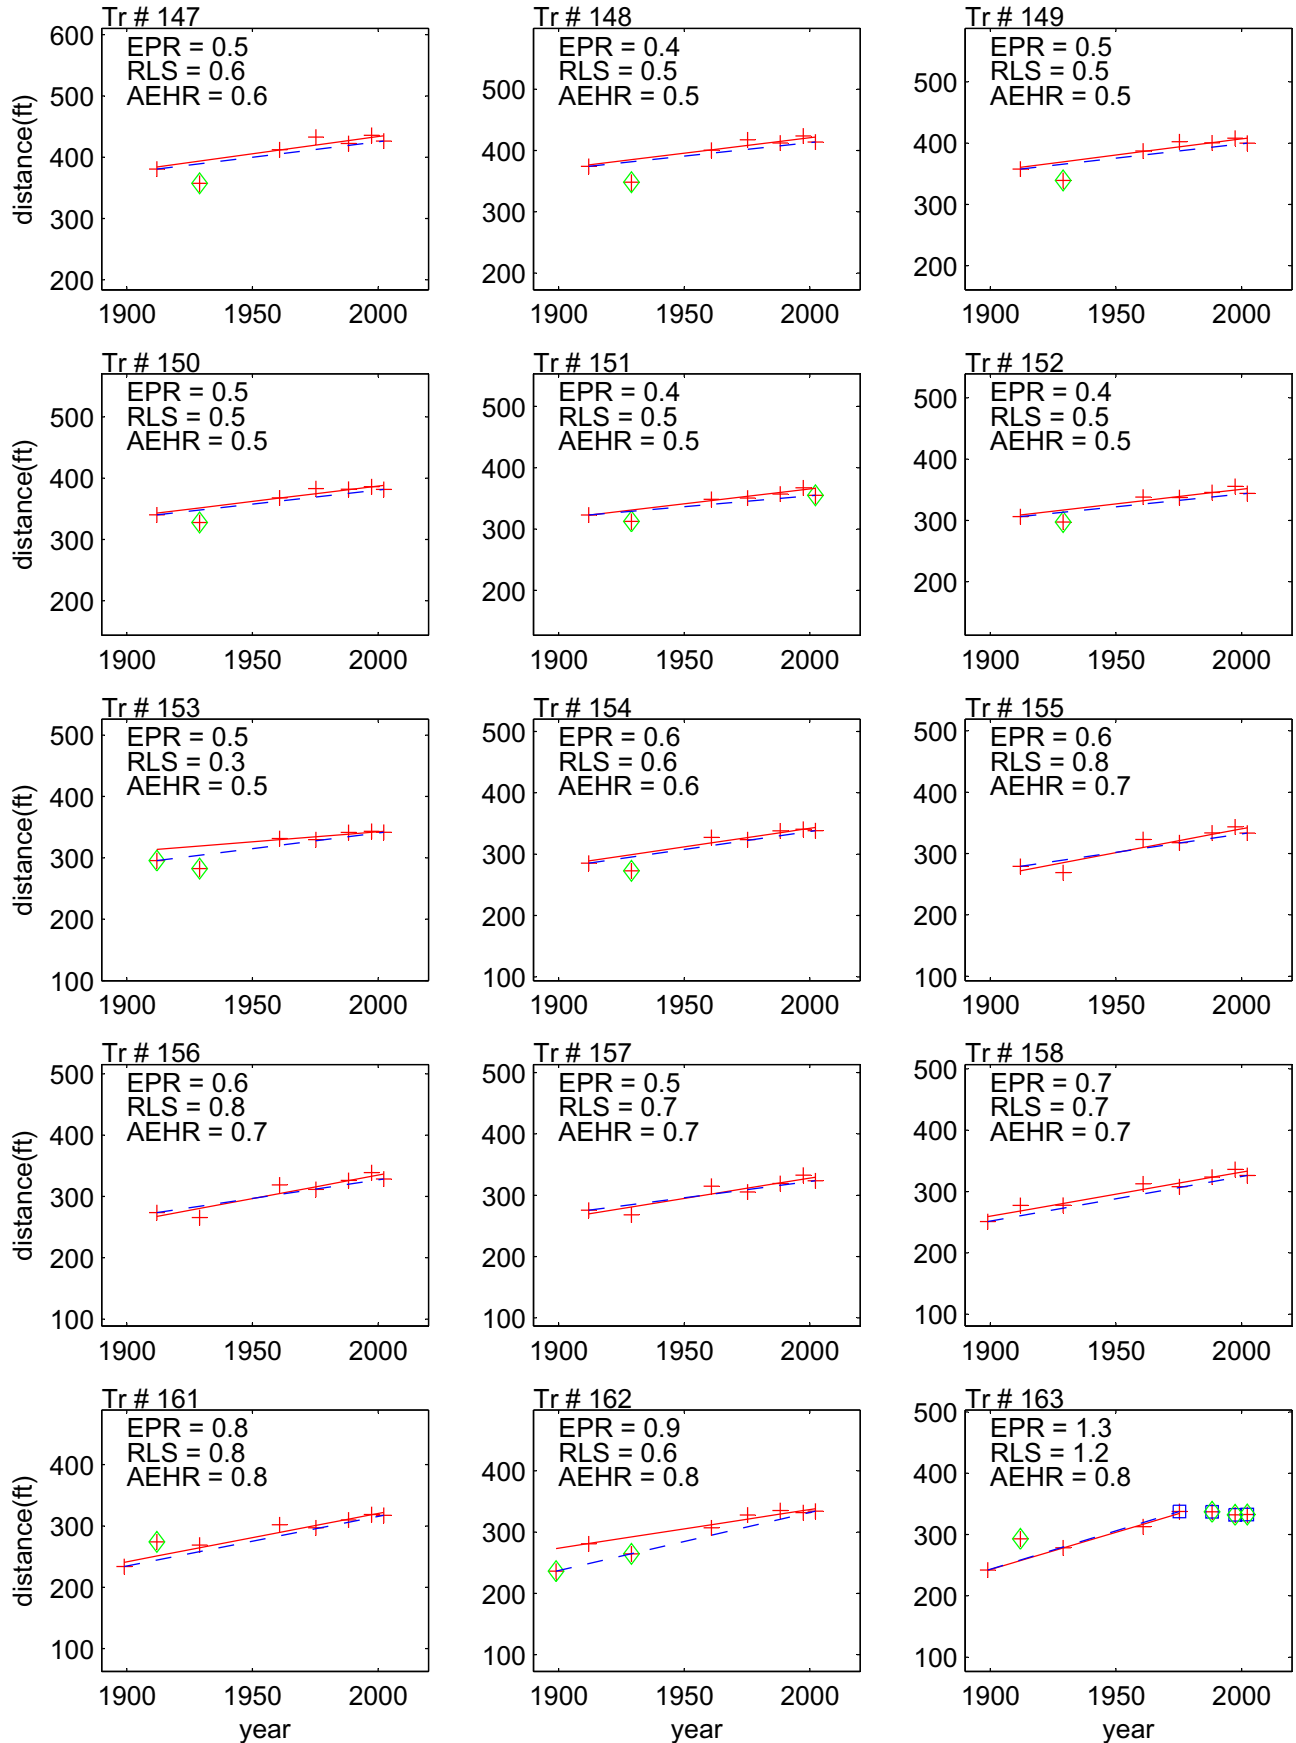 Tr # 147
EPR = 0.5
RLS = 0.6
AEHR = 0.6
600
500
400
300
200
distance(ft)
1900 1950 2000
Tr # 148
EPR = 0.4
RLS = 0.5
AEHR = 0.5
500
400
300
200
1900 1950 2000
Tr # 149
EPR = 0.5
RLS = 0.5
AEHR = 0.5
500
400
300
200
1900 1950 2000
Tr # 150
EPR = 0.5
RLS = 0.5
AEHR = 0.5
500
400
300
200
distance(ft)
1900 1950 2000
Tr # 151
EPR = 0.4
RLS = 0.5
AEHR = 0.5
500
400
300
200
1900 1950 2000
Tr # 152
EPR = 0.4
RLS = 0.5
AEHR = 0.5
500
400
300
200
1900 1950 2000
Tr # 153
EPR = 0.5
RLS = 0.3
AEHR = 0.5
500
400
300
200
100
distance(ft)
1900 1950 2000
Tr # 154
EPR = 0.6
RLS = 0.6
AEHR = 0.6
500
400
300
200
100
1900 1950 2000
Tr # 155
EPR = 0.6
RLS = 0.8
AEHR = 0.7
500
400
300
200
100
1900 1950 2000
Tr # 156
EPR = 0.6
RLS = 0.8
AEHR = 0.7
500
400
300
200
100
distance(ft)
1900 1950 2000
Tr # 157
EPR = 0.5
RLS = 0.7
AEHR = 0.7
500
400
300
200
100
1900 1950 2000
Tr # 158
EPR = 0.7
RLS = 0.7
AEHR = 0.7
500
400
300
200
100
1900 1950 2000
Tr # 161
EPR = 0.8
RLS = 0.8
AEHR = 0.8
400
300
200
100
distance(ft)
1900 1950 2000
year
Tr # 162
EPR = 0.9
RLS = 0.6
AEHR = 0.8
400
300
200
100
1900 1950 2000
year
Tr # 163
EPR = 1.3
RLS = 1.2
AEHR = 0.8
500
400
300
200
100
1900 1950 2000
year